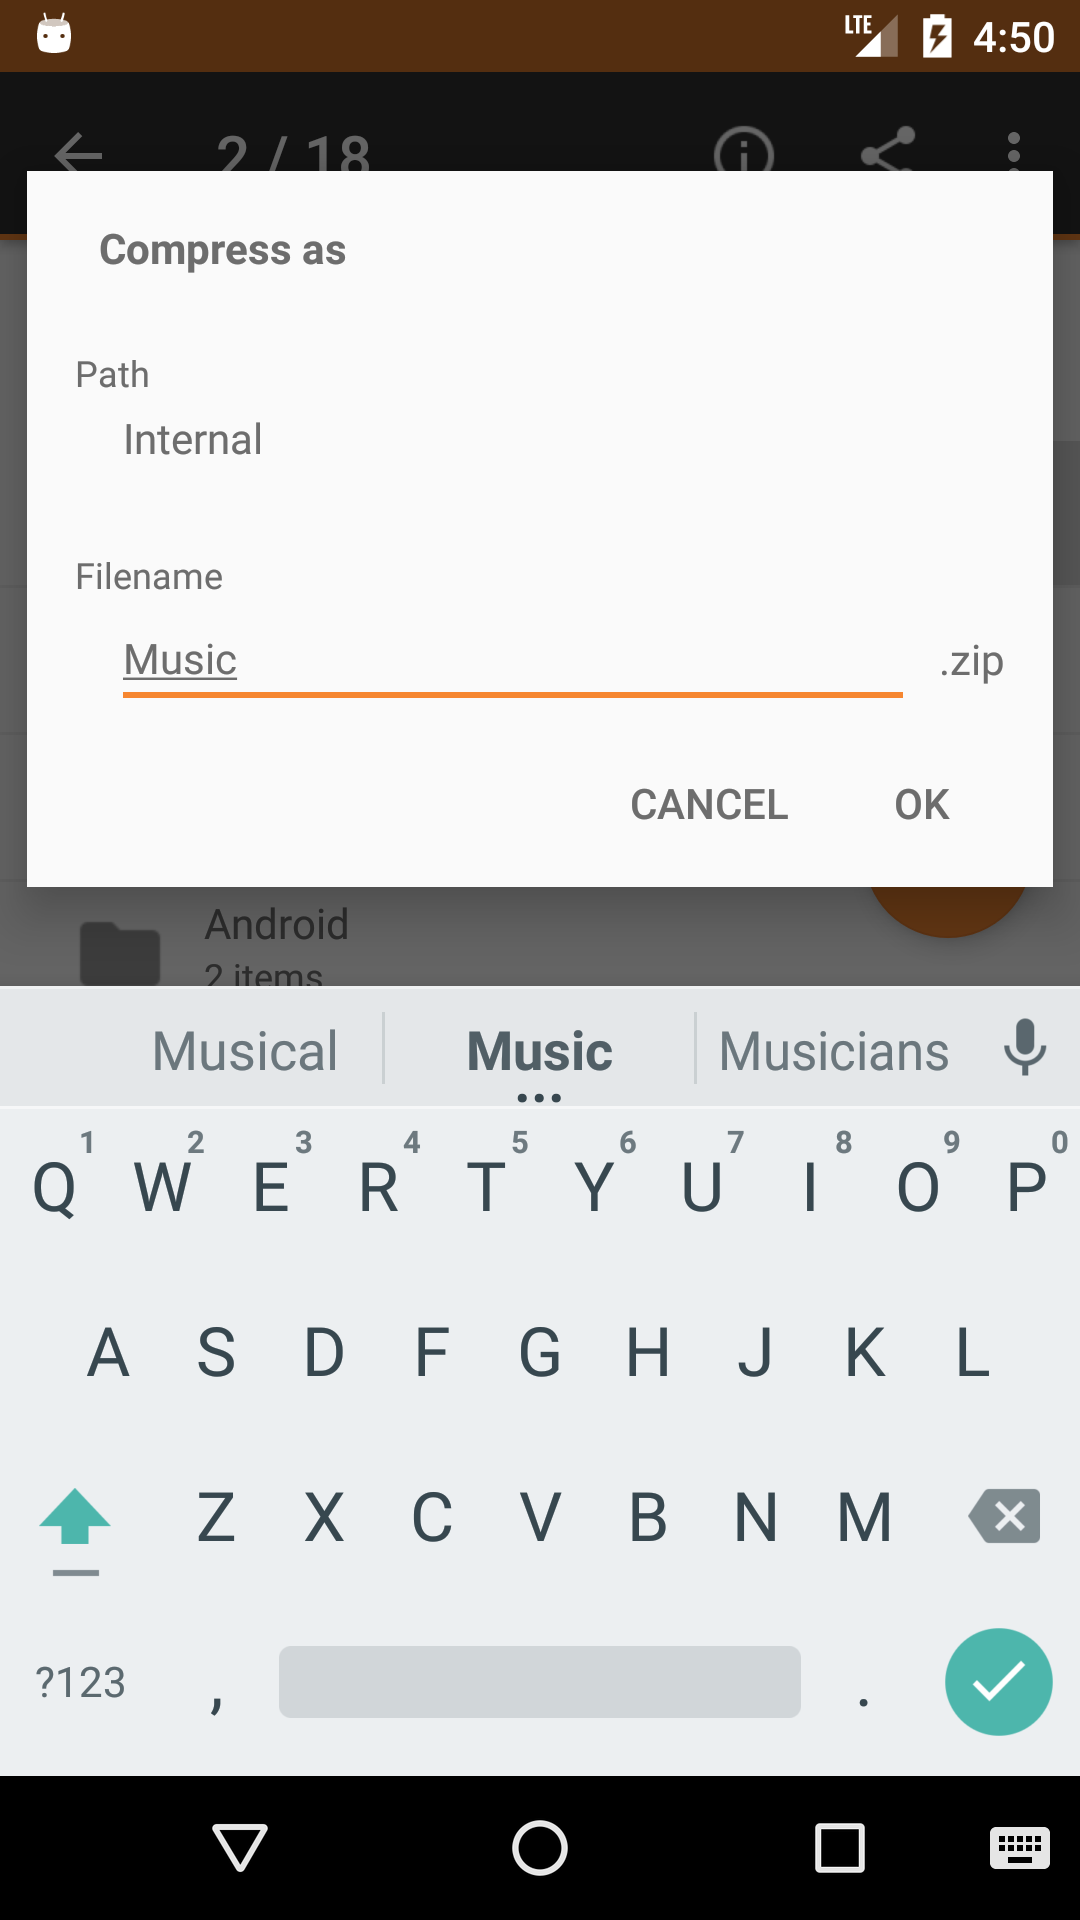 LTE 4:50
2 / 18
Compress as
Path
Internal
Filename
Music .zip
CANCEL OK
Android
2 items
Musical Music Musicians
1 2 3 4 5 6 7 8 9 0
Q W E R T Y U I O P
A S D F G H J K L
Z X C V B N M
?123 , .